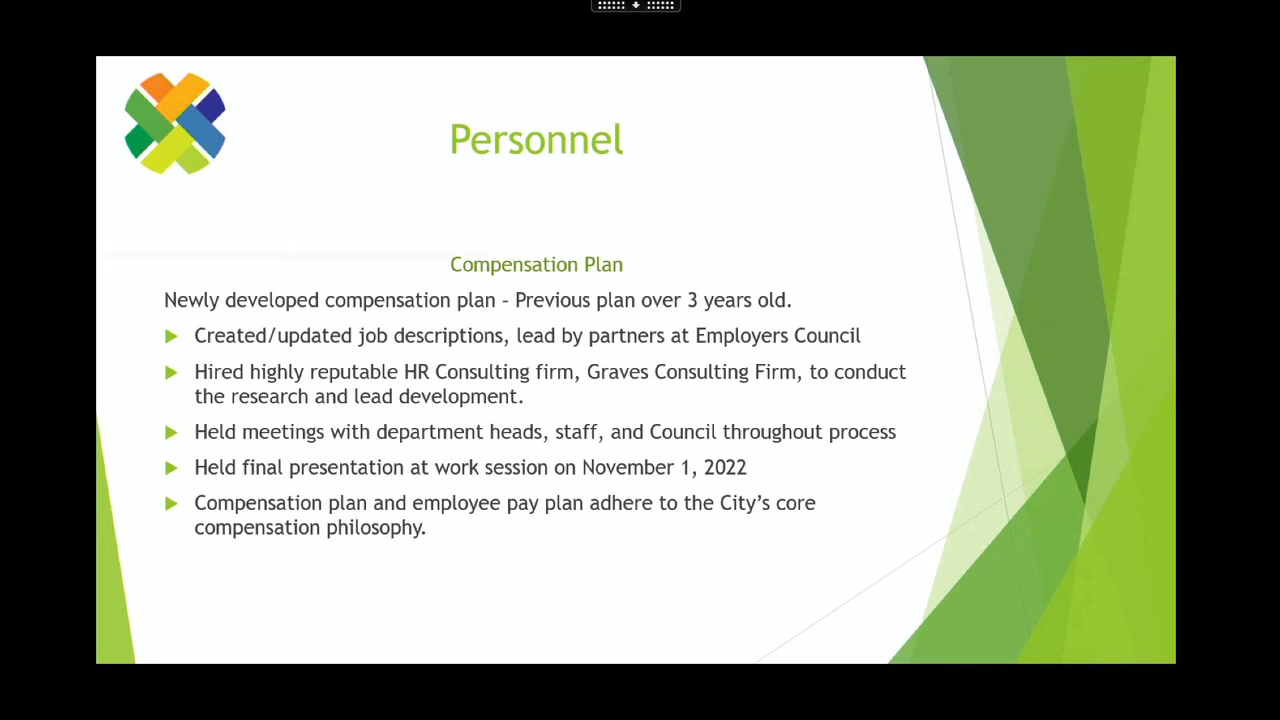 Personnel
Compensation Plan
Newly developed compensation plan – Previous plan over 3 years old.
Created/updated job descriptions, lead by partners at Employers Council
Hired highly reputable HR Consulting firm, Graves Consulting Firm, to conduct
the research and lead development.
Held meetings with department heads, staff, and Council throughout process
Held final presentation at work session on November 1, 2022
Compensation plan and employee pay plan adhere to the City's core
compensation philosophy.